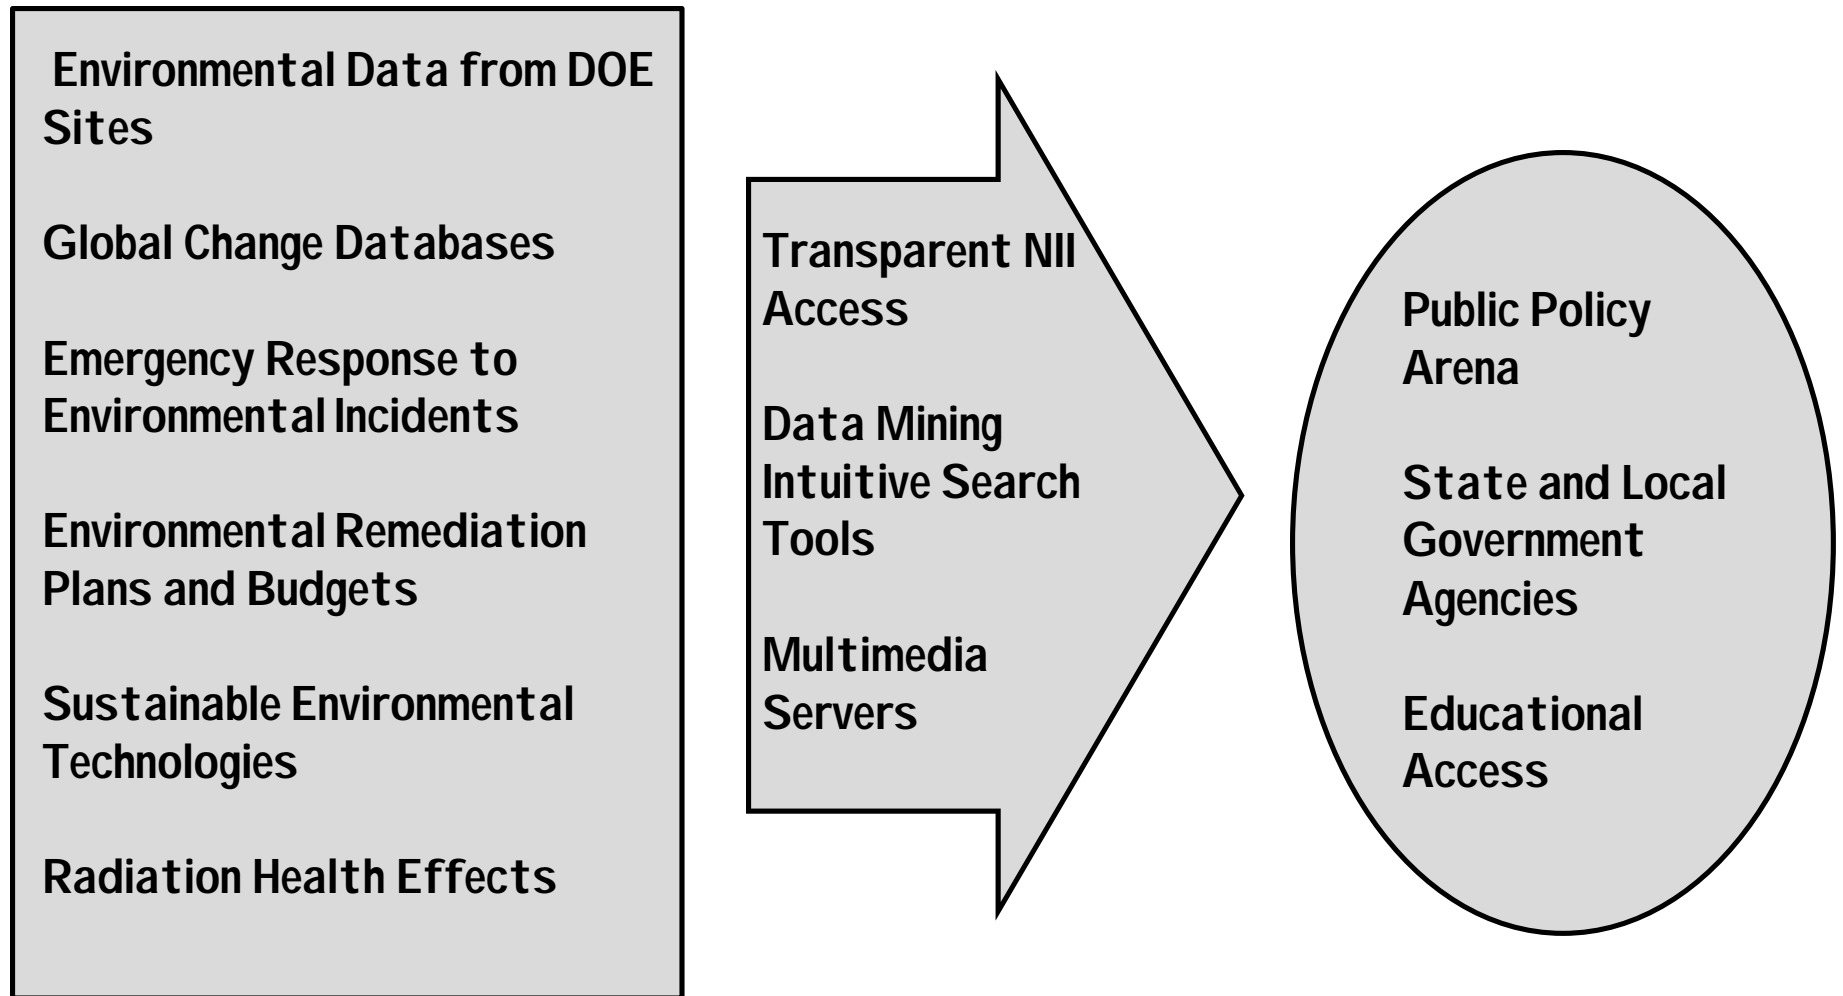 Environmental Data from DOE
Sites
Global Change Databases
Emergency Response to
Environmental Incidents
Environmental Remediation
Plans and Budgets
Sustainable Environmental
Technologies
Radiation Health Effects
Transparent NII
Access
Data Mining
Intuitive Search
Tools
Multimedia
Servers
Public Policy
Arena
State and Local
Government
Agencies
Educational
Access